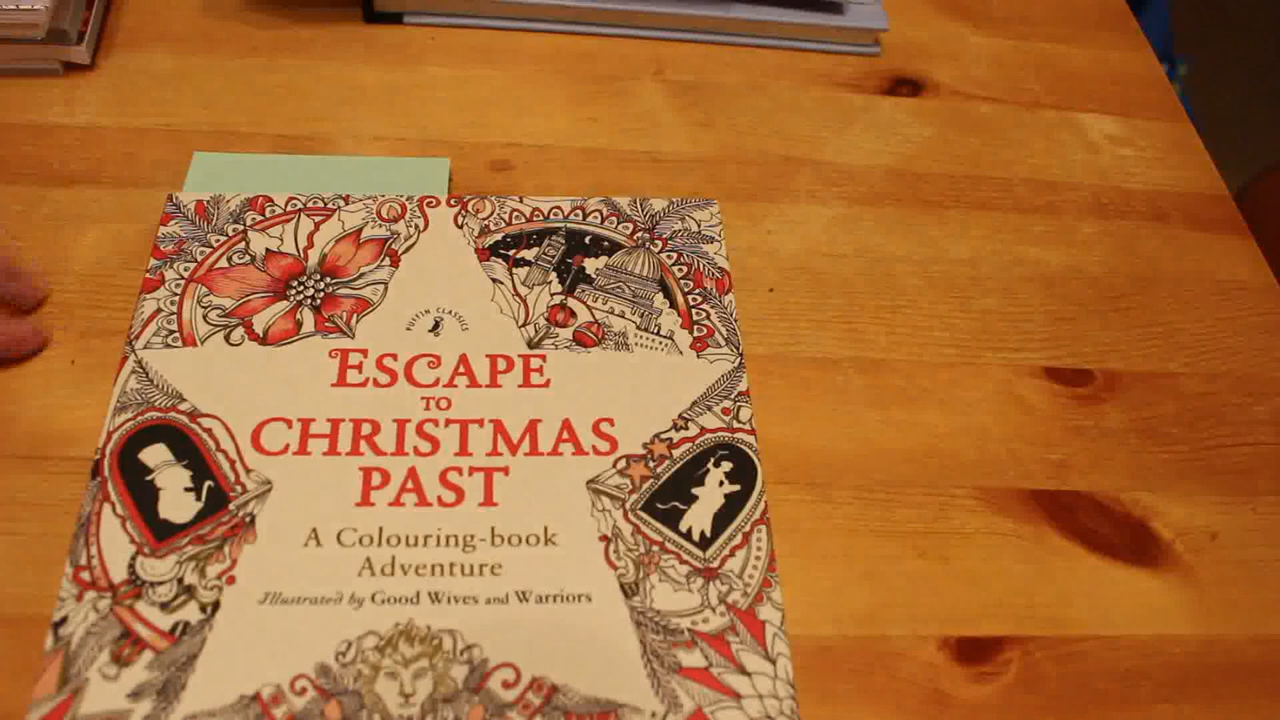 PUFFIN CLASSICS
ESCAPE
TO
CHRISTMAS
PAST
A Colouring-book
Adventure
Illustrated by Good Wives and Warriors